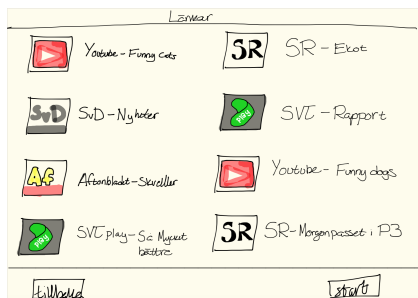 Länkar
Youtube - Funny cats
SvD
SvD - Nyheter
Af
Aftonbladet - Skvaller
play
SVT play - Så Mycket
bättre
SR
SR - Ekot
play
SVT - Rapport
Youtube - Funny dogs
SR
SR - Morgonpasset i P3
tillbaka
start